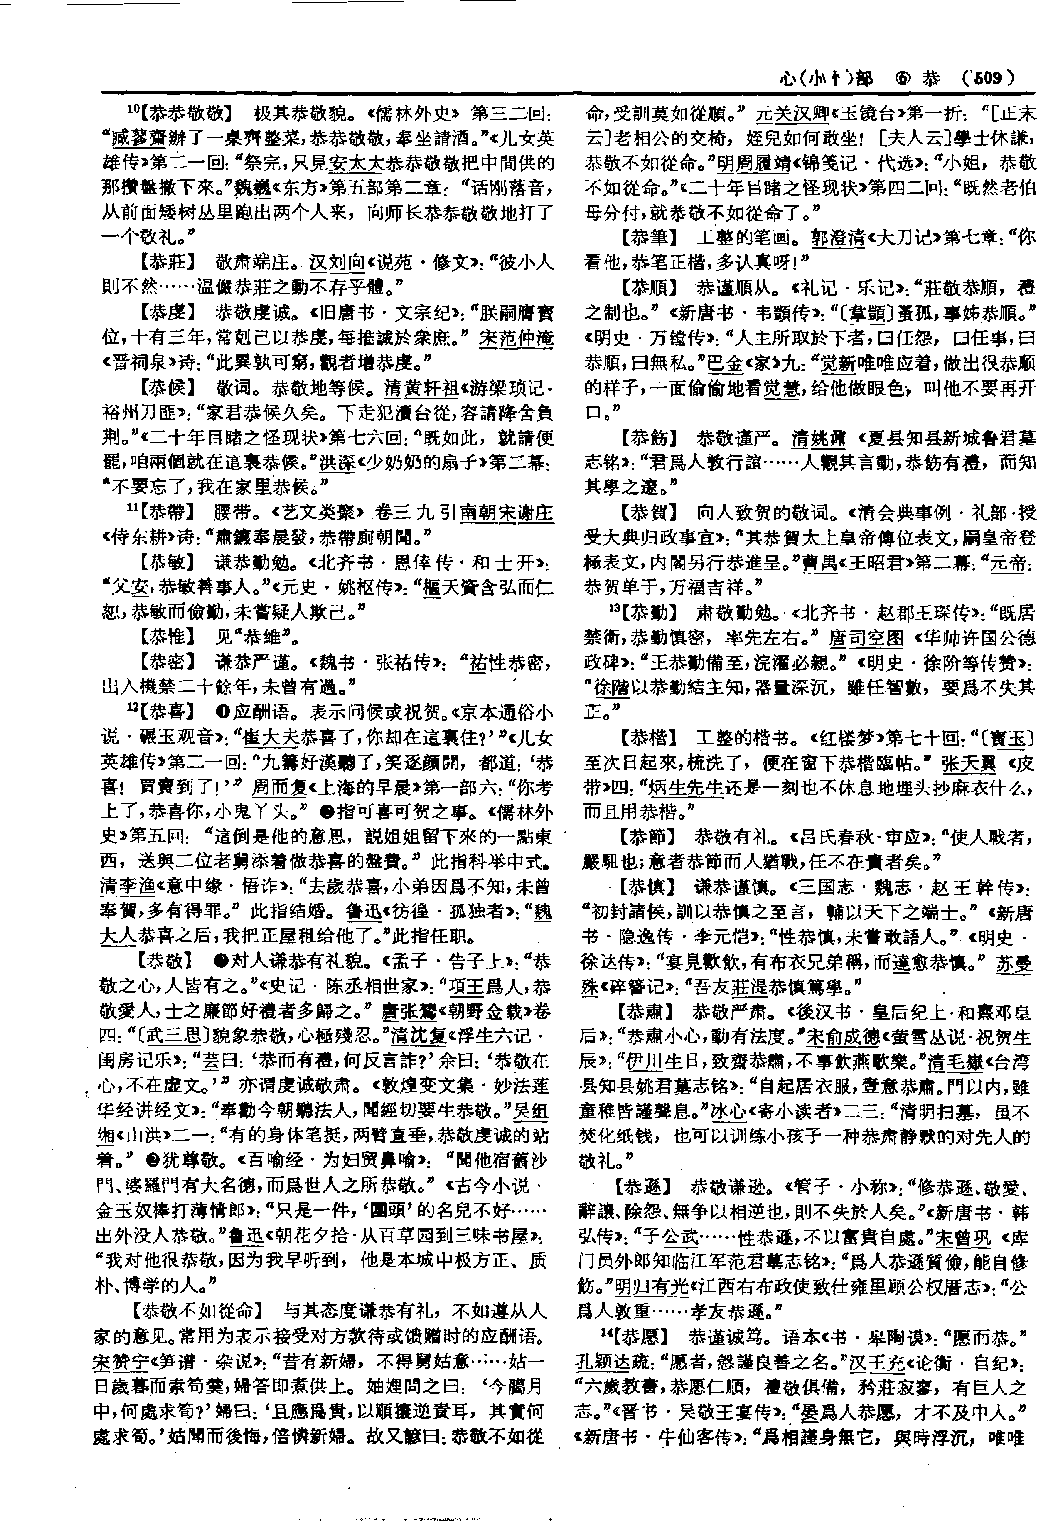 心(小忄)部 ⑥ 恭 (509)
10【恭恭敬敬】 极其恭敬貌。《儒林外史》第三二回：
“臧蓼齋辦了一桌齊整菜，恭恭敬敬，奉坐請酒。”《儿女英
雄传》第二一回：“祭完，只見安太太恭恭敬敬把中間供的
那攢盤撤下來。”魏巍《东方》第五部第二章：“话刚落音，
从前面矮树丛里跑出两个人来，向师长恭恭敬敬地打了
一个敬礼。”
【恭莊】 敬肃端庄。汉刘向《说苑·修文》：“彼小人
則不然……温儼恭莊之動不存乎體。”
【恭虔】 恭敬虔诚。《旧唐书·文宗纪》：“朕嗣膺寶
位，十有三年，常剋己以恭虔，每推誠於衆庶。”宋范仲淹
《晋祠泉》诗：“此異孰可窮，觀者增恭虔。”
【恭候】 敬词。恭敬地等候。清黄轩祖《游梁琐记·
裕州刀匪》：“家君恭候久矣。下走犯瀆台從，容請降舍負
荆。”《二十年目睹之怪现状》第七六回：“既如此，就請便
罷，咱兩個就在這裏恭候。”洪深《少奶奶的扇子》第二幕：
“不要忘了，我在家里恭候。”
11【恭帶】 腰带。《艺文类聚》卷三九引南朝宋谢庄
《侍东耕》诗：“肅鑣奉晨發，恭帶廁朝聞。”
【恭敏】 谦恭勤勉。《北齐书·恩倖传·和士开》：
“父安，恭敏善事人。”《元史·姚枢传》：“樞天資含弘而仁
恕，恭敏而儉勤，未嘗疑人欺己。”
【恭惟】 见“恭維”。
【恭密】 谦恭严谨。《魏书·张祐传》：“祐性恭密，
出入機禁二十餘年，未曾有過。”
12【恭喜】 ❶应酬语。表示问候或祝贺。《京本通俗小
说·碾玉观音》：“崔大夫恭喜了，你却在這裏住？’”《儿女
英雄传》第二一回：“九籌好漢聽了，笑逐顔開，都道：‘恭
喜！買賣到了！’”周而复《上海的早晨》第一部六：“你考
上了，恭喜你，小鬼丫头。”❷指可喜可贺之事。《儒林外
史》第五回：“這倒是他的意思，說姐姐留下來的一點東
西，送與二位老舅添着做恭喜的盤費。”此指科举中式。
清李渔《意中缘·悟诈》：“去歲恭喜，小弟因爲不知，未曾
奉賀，多有得罪。”此指结婚。鲁迅《彷徨·孤独者》：“魏
大人恭喜之后，我把正屋租给他了。”此指任职。
【恭敬】 ❶对人谦恭有礼貌。《孟子·告子上》：“恭
敬之心，人皆有之。”《史记·陈丞相世家》：“項王爲人，恭
敬愛人，士之廉節好禮者多歸之。”唐张鷟《朝野佥载》卷
四：“〔武三思〕貌象恭敬，心極殘忍。”清沈复《浮生六记·
闺房记乐》：“芸曰：‘恭而有禮，何反言詐？’余曰：‘恭敬在
心，不在虚文。’”亦谓虔诚敬肃。《敦煌变文集·妙法莲
华经讲经文》：“奉勸今朝聽法人，聞經切要生恭敬。”吴组
缃《山洪》二一：“有的身体笔挺，两臂直垂，恭敬虔诚的站
着。”❷犹尊敬。《百喻经·为妇贸鼻喻》：“聞他宿舊沙
門、婆羅門有大名德，而爲世人之所恭敬。”《古今小说·
金玉奴棒打薄情郎》：“只是一件，‘團頭’的名兒不好……
出外没人恭敬。”鲁迅《朝花夕拾·从百草园到三味书屋》：
“我对他很恭敬，因为我早听到，他是本城中极方正、质
朴、博学的人。”
【恭敬不如從命】 与其态度谦恭有礼，不如遵从人
家的意见。常用为表示接受对方款待或馈赠时的应酬语。
宋赞宁《笋谱·杂说》：“昔有新婦，不得舅姑意……姑一
日歲暮而索筍羹，婦答即煮供上。妯娌問之曰：‘今臘月
中，何處求筍？’婦曰：‘且應爲貴，以順攘逆責耳，其實何
處求筍。’姑聞而後悔，倍憐新婦。故又諺曰：恭敬不如從
命，受訓莫如從順。”元关汉卿《玉镜台》第一折：“[正末
云]老相公的交椅，姪兒如何敢坐！[夫人云]學士休謙，
恭敬不如從命。”明周履靖《锦笺记·代选》：“小姐，恭敬
不如從命。”《二十年目睹之怪现状》第四二回：“既然老伯
母分付，就恭敬不如從命了。”
【恭筆】 工整的笔画。郭澄清《大刀记》第七章：“你
看他，恭笔正楷，多认真呀！”
【恭順】 恭谨顺从。《礼记·乐记》：“莊敬恭順，禮
之制也。”《新唐书·韦顗传》：“〔韋顗〕蚤孤，事姊恭順。”
《明史·万镗传》：“人主所取於下者，曰任怨，曰任事，曰
恭順，曰無私。”巴金《家》九：“觉新唯唯应着，做出很恭顺
的样子，一面偷偷地看觉慧，给他做眼色，叫他不要再开
口。”
【恭飭】 恭敬谨严。清姚鼐《夏县知县新城鲁君墓
志铭》：“君爲人敦行誼……人觀其言動，恭飭有禮，而知
其學之邃。”
【恭賀】 向人致贺的敬词。《清会典事例·礼部·授
受大典归政事宜》：“其恭賀太上皇帝傳位表文，嗣皇帝登
極表文，内閣另行恭進呈。”曹禺《王昭君》第二幕：“元帝：
恭贺单于，万福吉祥。”
13【恭勤】 肃敬勤勉。《北齐书·赵郡王琛传》：“既居
禁衛，恭勤慎密，率先左右。”唐司空图《华帅许国公德
政碑》：“王恭勤備至，浣濯必親。”《明史·徐阶等传赞》：
“徐階以恭勤結主知，器量深沉，雖任智數，要爲不失其
正。”
【恭楷】 工整的楷书。《红楼梦》第七十回：“〔寶玉〕
至次日起來，梳洗了，便在窗下恭楷臨帖。”张天翼《皮
带》四：“炳生先生还是一刻也不休息地埋头抄麻衣什么，
而且用恭楷。”
【恭節】 恭敬有礼。《吕氏春秋·审应》：“使人戰者，
嚴駔也；意者恭節而人猶戰，任不在貴者矣。”
【恭慎】 谦恭谨慎。《三国志·魏志·赵王幹传》：
“初封諸侯，訓以恭慎之至言，輔以天下之端士。”《新唐
书·隐逸传·李元恺》：“性恭慎，未嘗敢語人。”《明史·
徐达传》：“宴見歡飲，有布衣兄弟稱，而達愈恭慎。”苏曼
殊《碎簪记》：“吾友莊湜恭慎篤學。”
【恭肅】 恭敬严肃。《後汉书·皇后纪上·和熹邓皇
后》：“恭肅小心，動有法度。”宋俞成德《萤雪丛说·祝贺生
辰》：“伊川生日，致齋恭肅，不事飲燕歌樂。”清毛嶽《台湾
县知县姚君墓志铭》：“自起居衣服，壹意恭肅。門以内，雖
童稚皆謹聲息。”冰心《寄小读者》二三：“清明扫墓，虽不
焚化纸钱，也可以训练小孩子一种恭肃静默的对先人的
敬礼。”
【恭遜】 恭敬谦逊。《管子·小称》：“修恭遜、敬愛、
辭讓、除怨、無争以相逆也，則不失於人矣。”《新唐书·韩
弘传》：“子公武……性恭遜，不以富貴自處。”宋曾巩《库
门员外郎知临江军范君墓志铭》：“爲人恭遜質儉，能自修
飭。”明归有光《江西右布政使致仕雍里顾公权厝志》：“公
爲人敦重……孝友恭遜。”
14【恭愿】 恭谨诚笃。语本《书·皋陶谟》：“愿而恭。”
孔颖达疏：“愿者，慤謹良善之名。”汉王充《论衡·自纪》：
“六歲教書，恭愿仁順，禮敬俱備，矜莊寂寥，有巨人之
志。”《晋书·吴敬王宴传》：“晏爲人恭愿，才不及中人。”
《新唐书·牛仙客传》：“爲相謹身無它，與時浮沉，唯唯